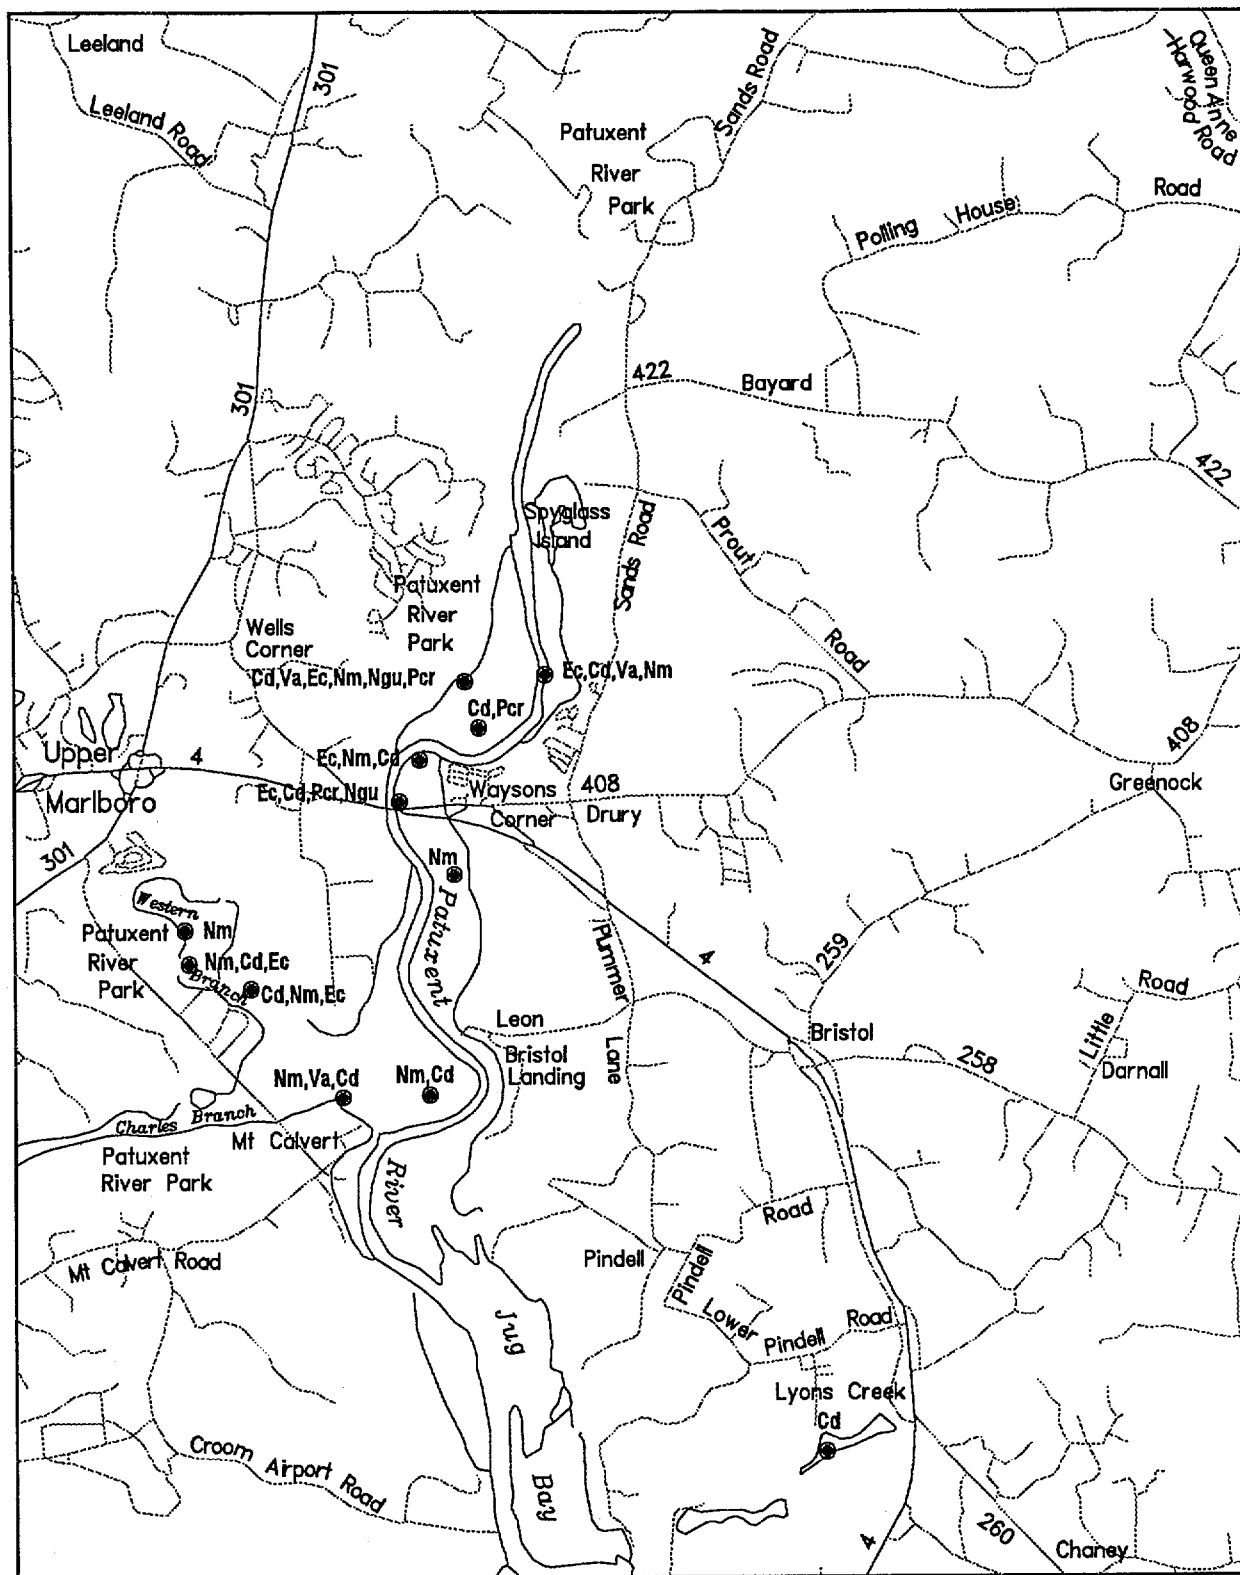 Leeland
301
Sands Road
Queen Anne
Harwood Road
Leeland Road
Patuxent
River
Park
Road
House
Polling
422
Bayard
301
422
Spyglass
Island
Sands Road
Prout
Patuxent
River
Park
Wells
Corner
Road
Cd,Va,Ec,Nm,Ngu,Pcr
Ec,Cd,Va,Nm
Cd,Pcr
408
Upper
Marlboro
4
Ec,Nm,Cd
Ec,Cd,Pcr,Ngu
Waysons
Corner
408
Drury
Greenock
301
Nm
Western
Branch
Patuxent
River
Park
Nm
Nm,Cd,Ec
Cd,Nm,Ec
Patuxent
River
Plummer
Lane
4
259
Road
Little
Leon
Bristol
Bristol
Landing
258
Darnall
Nm,Va,Cd
Nm,Cd
Charles Branch
Mt Calvert
Patuxent
River Park
Road
Mt Calvert Road
Pindell
Pindell
Lower
Pindell
Road
Jug
Bay
Lyons Creek
Cd
Croom Airport Road
4
260
Chaney